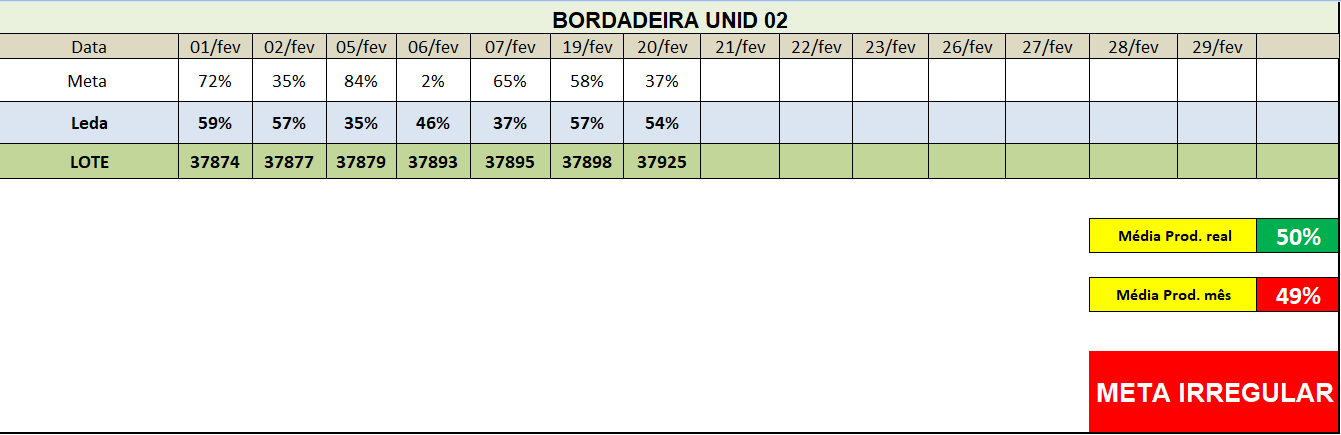 BORDADEIRA UNID 02
Data 01/fev 02/fev 05/fev 06/fev 07/fev 19/fev 20/fev 21/fev 22/fev 23/fev 26/fev 27/fev 28/fev 29/fev
Meta 72% 35% 84% 2% 65% 58% 37%
Leda 59% 57% 35% 46% 37% 57% 54%
LOTE 37874 37877 37879 37893 37895 37898 37925
Média Prod. real 50%
Média Prod. mês 49%
META IRREGULAR